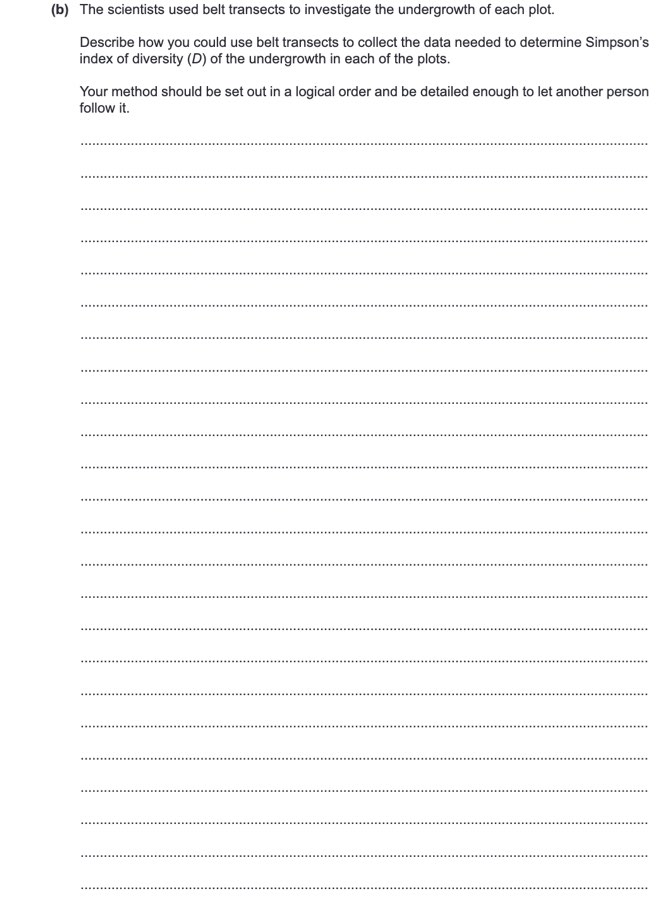 (b) The scientists used belt transects to investigate the undergrowth of each plot.
Describe how you could use belt transects to collect the data needed to determine Simpson's
index of diversity (D) of the undergrowth in each of the plots.
Your method should be set out in a logical order and be detailed enough to let another person
follow it.